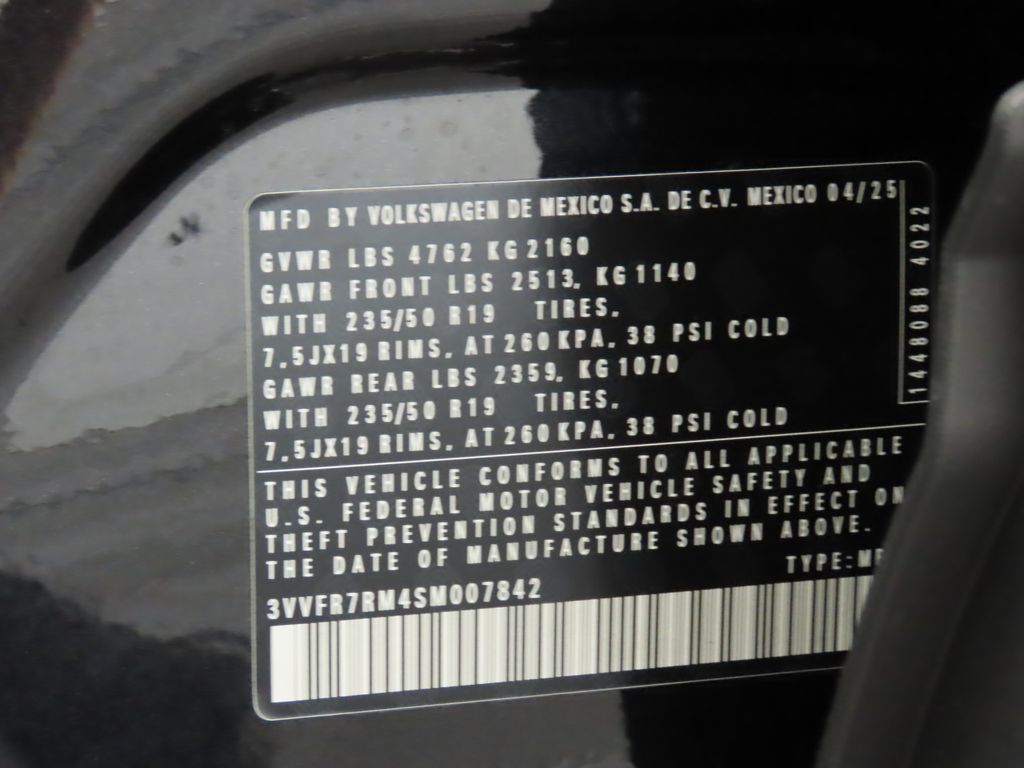 MFD BY VOLKSWAGEN DE MEXICO S.A. DE C.V. MEXICO 04/25
GVWR LBS 4762 KG 2160
GAWR FRONT LBS 2513, KG 1140
WITH 235/50 R19 TIRES,
7,5JX19 RIMS, AT 260 KPA, 38 PSI COLD
GAWR REAR LBS 2359, KG 1070
WITH 235/50 R19 TIRES,
7,5JX19 RIMS, AT 260 KPA, 38 PSI COLD
1448088 4022
THIS VEHICLE CONFORMS TO ALL APPLICABLE
U.S. FEDERAL MOTOR VEHICLE SAFETY AND
THEFT PREVENTION STANDARDS IN EFFECT ON
THE DATE OF MANUFACTURE SHOWN ABOVE.
TYPE:
3VVFR7RM4SM007842